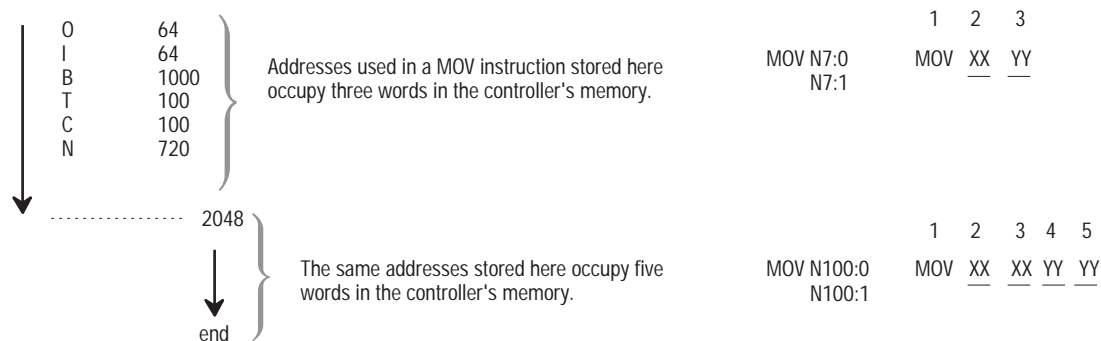 O 64
I 64
B 1000
T 100
C 100
N 720
Addresses used in a MOV instruction stored here
occupy three words in the controller's memory.
1 2 3
MOV N7:0 MOV XX YY
N7:1
2048
end
The same addresses stored here occupy five
words in the controller's memory.
1 2 3 4 5
MOV N100:0 MOV XX XX YY YY
N100:1